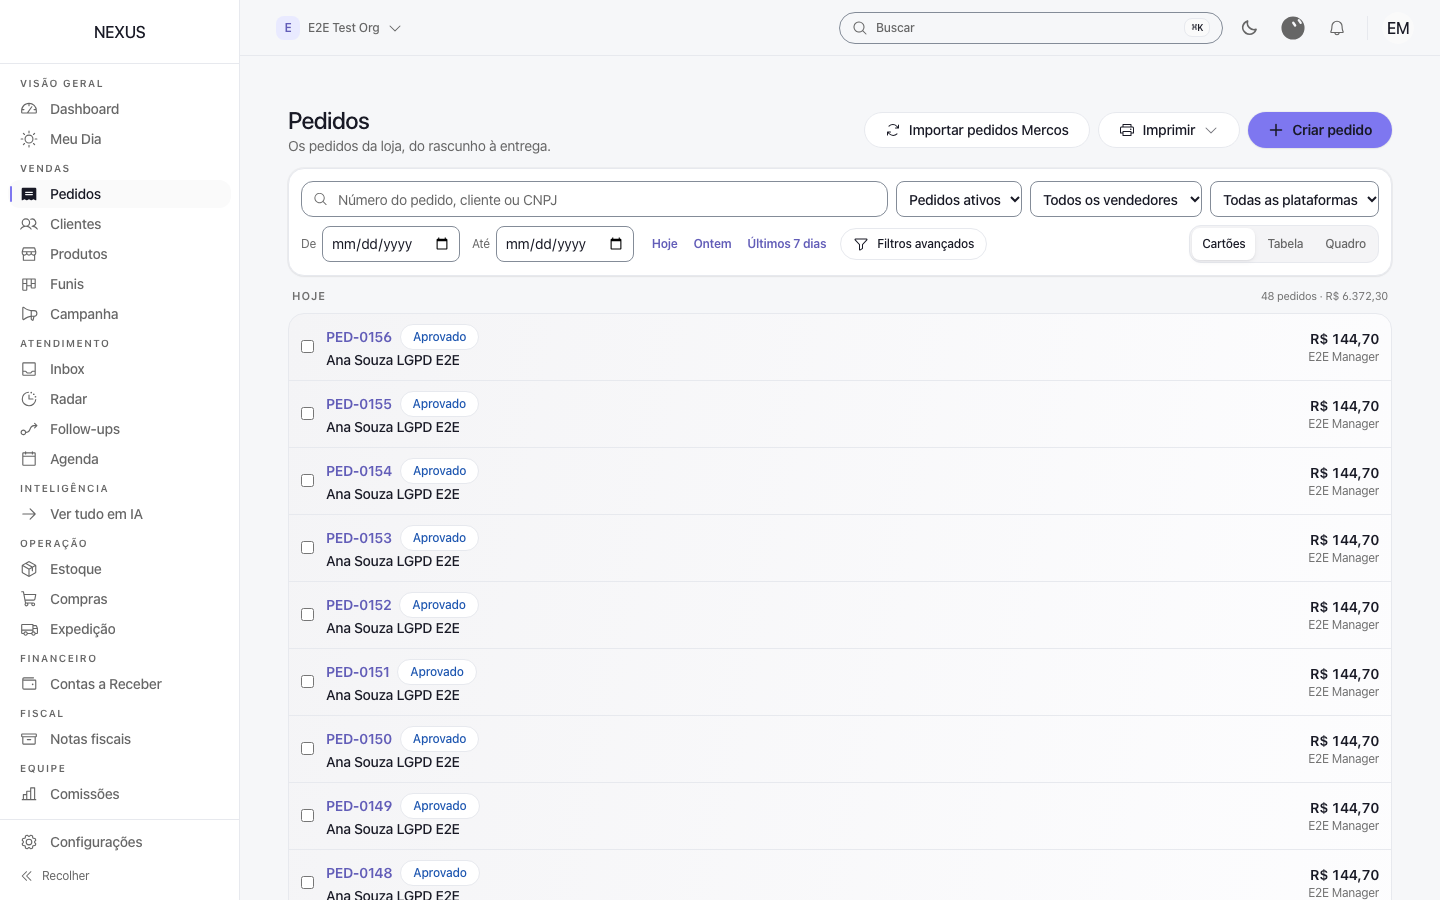 NEXUS
E E2E Test Org
Buscar ⌘K
EM
VISÃO GERAL
Dashboard
Meu Dia
VENDAS
Pedidos
Clientes
Produtos
Funis
Campanha
ATENDIMENTO
Inbox
Radar
Follow-ups
Agenda
INTELIGÊNCIA
Ver tudo em IA
OPERAÇÃO
Estoque
Compras
Expedição
FINANCEIRO
Contas a Receber
FISCAL
Notas fiscais
EQUIPE
Comissões
Configurações
Recolher
Pedidos
Os pedidos da loja, do rascunho à entrega.
Importar pedidos Mercos
Imprimir
Criar pedido
Número do pedido, cliente ou CNPJ
Pedidos ativos
Todos os vendedores
Todas as plataformas
De mm/dd/yyyy Até mm/dd/yyyy Hoje Ontem Últimos 7 dias Filtros avançados Cartões Tabela Quadro
HOJE 48 pedidos · R$ 6.372,30
PED-0156 Aprovado R$ 144,70
Ana Souza LGPD E2E E2E Manager
PED-0155 Aprovado R$ 144,70
Ana Souza LGPD E2E E2E Manager
PED-0154 Aprovado R$ 144,70
Ana Souza LGPD E2E E2E Manager
PED-0153 Aprovado R$ 144,70
Ana Souza LGPD E2E E2E Manager
PED-0152 Aprovado R$ 144,70
Ana Souza LGPD E2E E2E Manager
PED-0151 Aprovado R$ 144,70
Ana Souza LGPD E2E E2E Manager
PED-0150 Aprovado R$ 144,70
Ana Souza LGPD E2E E2E Manager
PED-0149 Aprovado R$ 144,70
Ana Souza LGPD E2E E2E Manager
PED-0148 Aprovado R$ 144,70
Ana Souza LGPD E2E E2E Manager